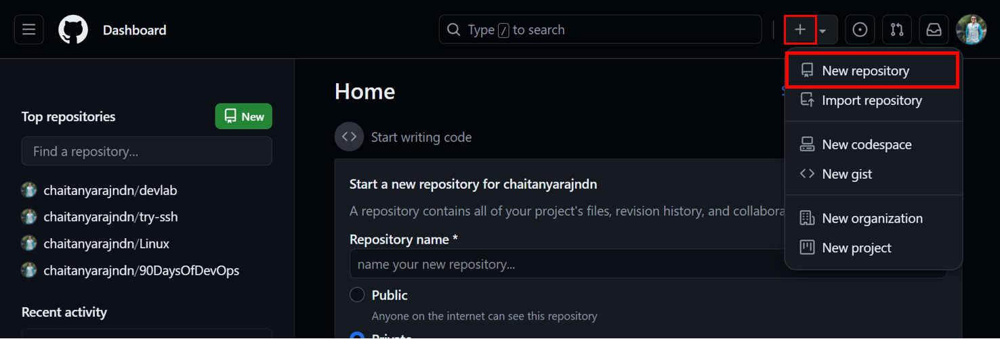 Dashboard
Type / to search
Top repositories
New
Find a repository...
chaitanyarajndn/devlab
chaitanyarajndn/try-ssh
chaitanyarajndn/Linux
chaitanyarajndn/90DaysOfDevOps
Recent activity
Home
Start writing code
Start a new repository for chaitanyarajndn
A repository contains all of your project's files, revision history, and
Repository name *
name your new repository...
Public
Anyone on the internet can see this repository
Private
New repository
Import repository
New codespace
New gist
New organization
New project